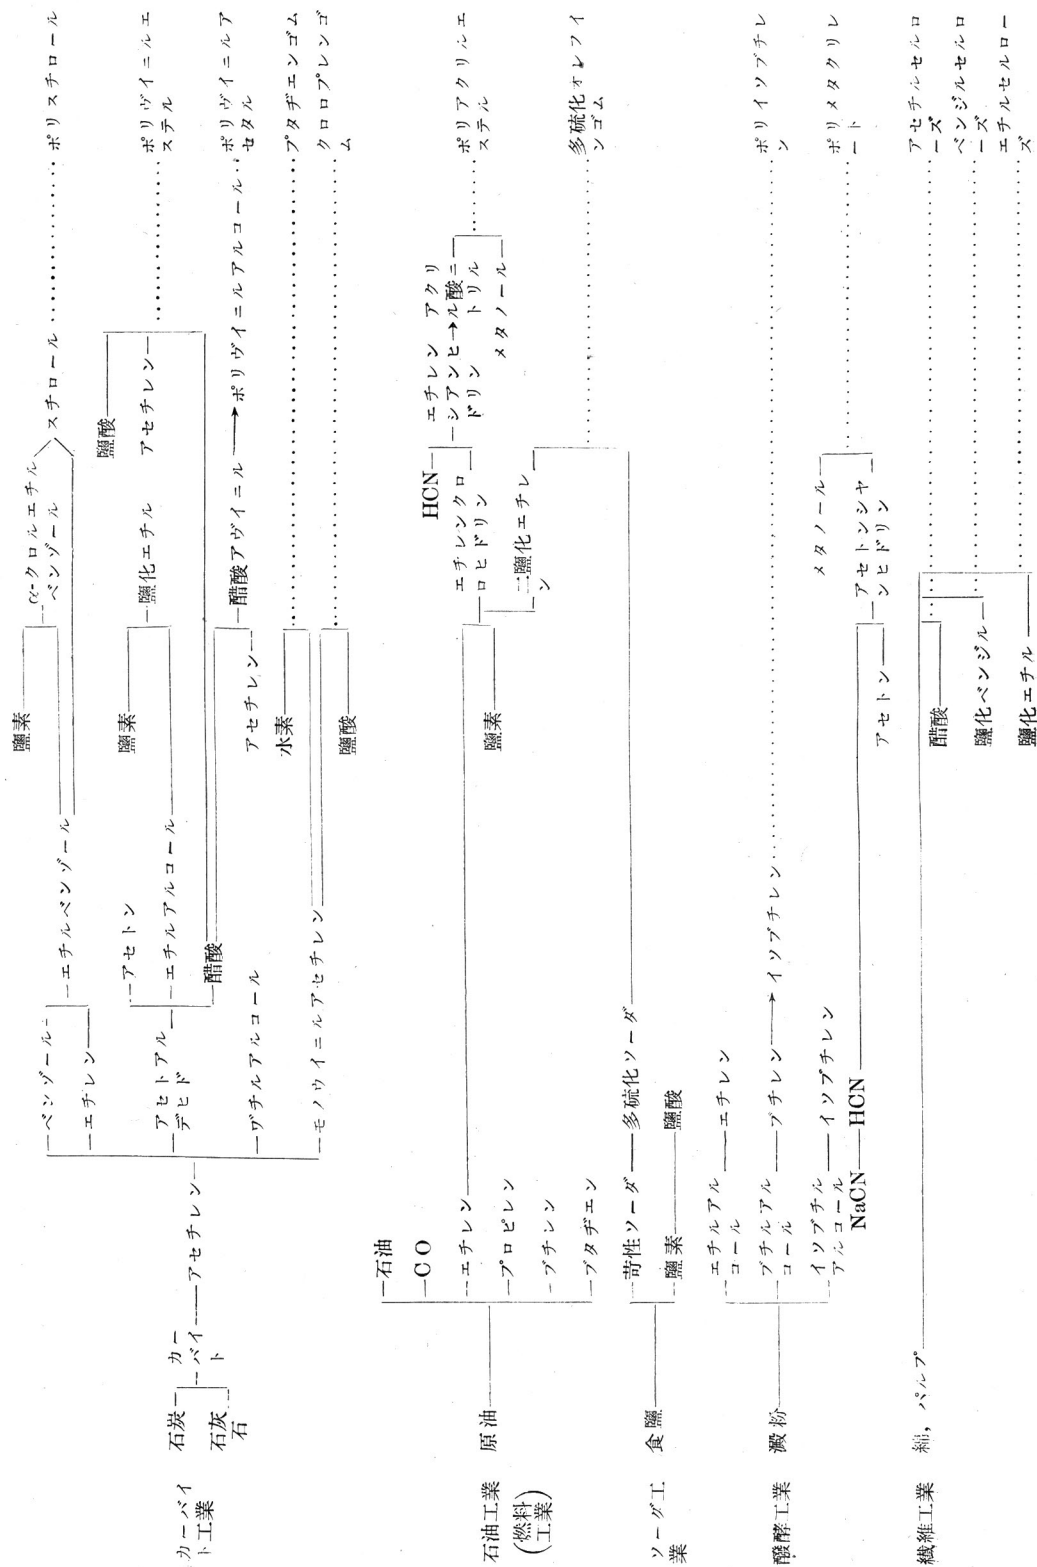 カーバイ
ト工業
石炭
石灰
石
カー
バイ
ト
アセチレン
ベンゾール
エチレン
エチルベンゾール
鹽素
α-クロルエチル
ベンゾール
スチロール
ポリスチロール
アセトアル
デヒド
アセトン
エチルアルコール
醋酸
鹽素
鹽化エチル
鹽酸
アセチレン
ポリヴイニルエ
ステル
アセチレン
醋酸アヴイニル
ポリヴイニルアルコール
ポリヴイニルア
セタル
ヴチルアルコール
モノウイニルアセチレン
水素
鹽酸
ブタヂエンゴム
クロロプレンゴ
ム
石油工業
(燃料
工業)
原油
石油
CO
エチレン
プロピレン
ブチレン
ブタヂエン
鹽素
エチレンクロ
ロヒドリン
二鹽化エチレ
ン
HCN
エチレン
シアンヒ
ドリン
アクリ
ル酸ニ
トリル
メタノール
ポリアクリルエ
ステル
多硫化オレフイ
ンゴム
ソーダ工
業
食鹽
苛性ソーダ
多硫化ソーダ
鹽素
鹽酸
醱酵工業
澱粉
エチルアル
コール
エチレン
ブチルアル
コール
ブチレン
イソブチレン
ポリイソブチレ
ン
イソブチル
アルコール
イソブチレン
NaCN
HCN
アセトン
アセトンシヤ
ンヒドリン
メタノール
ポリメタクリレ
ート
繊維工業
綿，パルプ
醋酸
鹽化ベンジル
鹽化エチル
アセチルセルロ
ーズ
ベンジルセルロ
ーズ
エチルセルロー
ズ